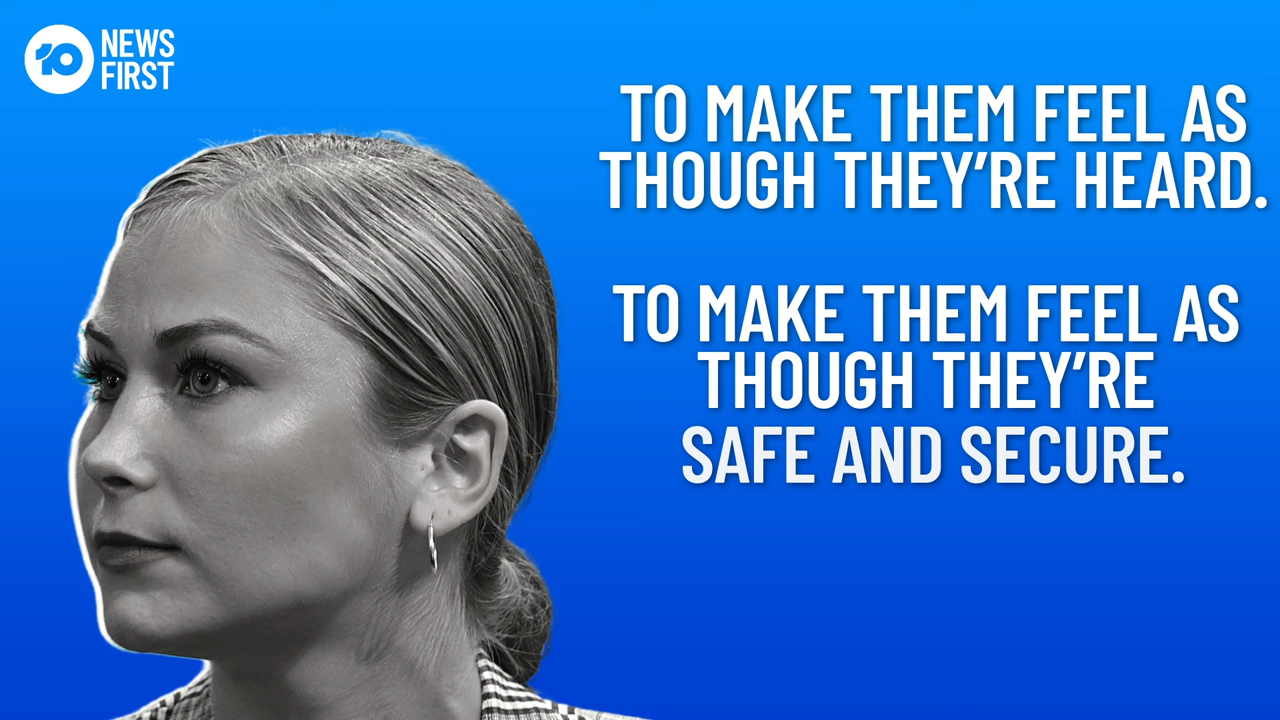 10 NEWS
FIRST
TO MAKE THEM FEEL AS
THOUGH THEY’RE HEARD.
TO MAKE THEM FEEL AS
THOUGH THEY’RE
SAFE AND SECURE.